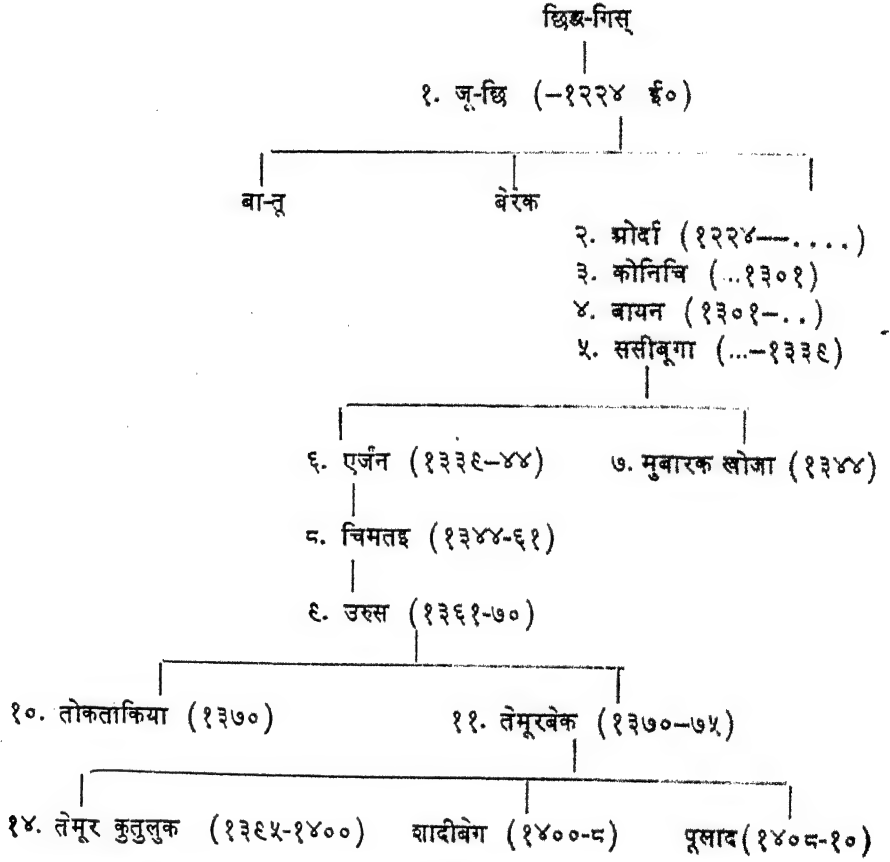 छिङ-गिस्
१. जू-छि (-१२२४ ई०)
बा-तू बेरेक
२. ओर्दा (१२२४—-....)
३. कोनिचि (...१३०१)
४. बायन (१३०१-..)
५. ससीबूगा (...-१३३९)
६. एर्जन (१३३९-४४) ७. मुबारक खोजा (१३४४)
८. चिमतइ (१३४४-६१)
९. उरुस (१३६१-७०)
१०. तोकताकिया (१३७०) ११. तेमूरबेक (१३७०-७५)
१४. तेमूर कुतुलुक (१३९५-१४००) शादीबेग (१४००-८) पूलाद (१४०८-१०)